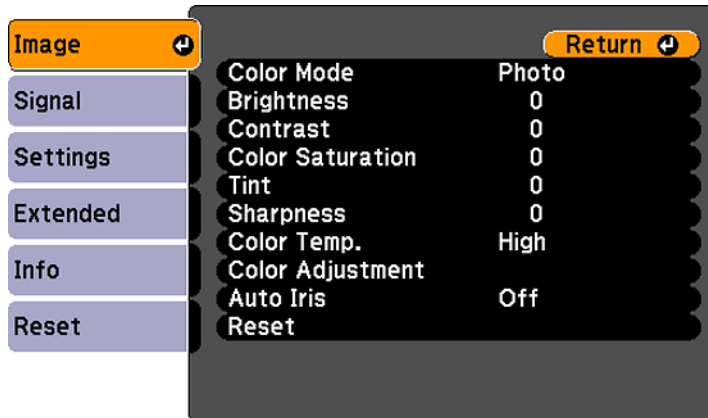 Image
Signal
Settings
Extended
Info
Reset
Return
Color Mode Photo
Brightness 0
Contrast 0
Color Saturation 0
Tint 0
Sharpness 0
Color Temp. High
Color Adjustment
Auto Iris Off
Reset